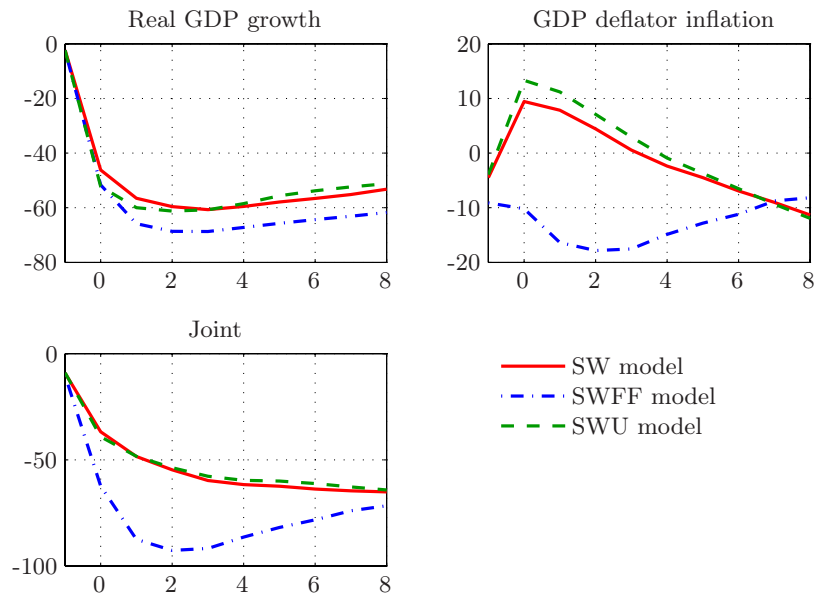 Real GDP growth
0
-20
-40
-60
-80
0 2 4 6 8
GDP deflator inflation
20
10
0
-10
-20
0 2 4 6 8
Joint
0
-50
-100
0 2 4 6 8
SW model
SWFF model
SWU model